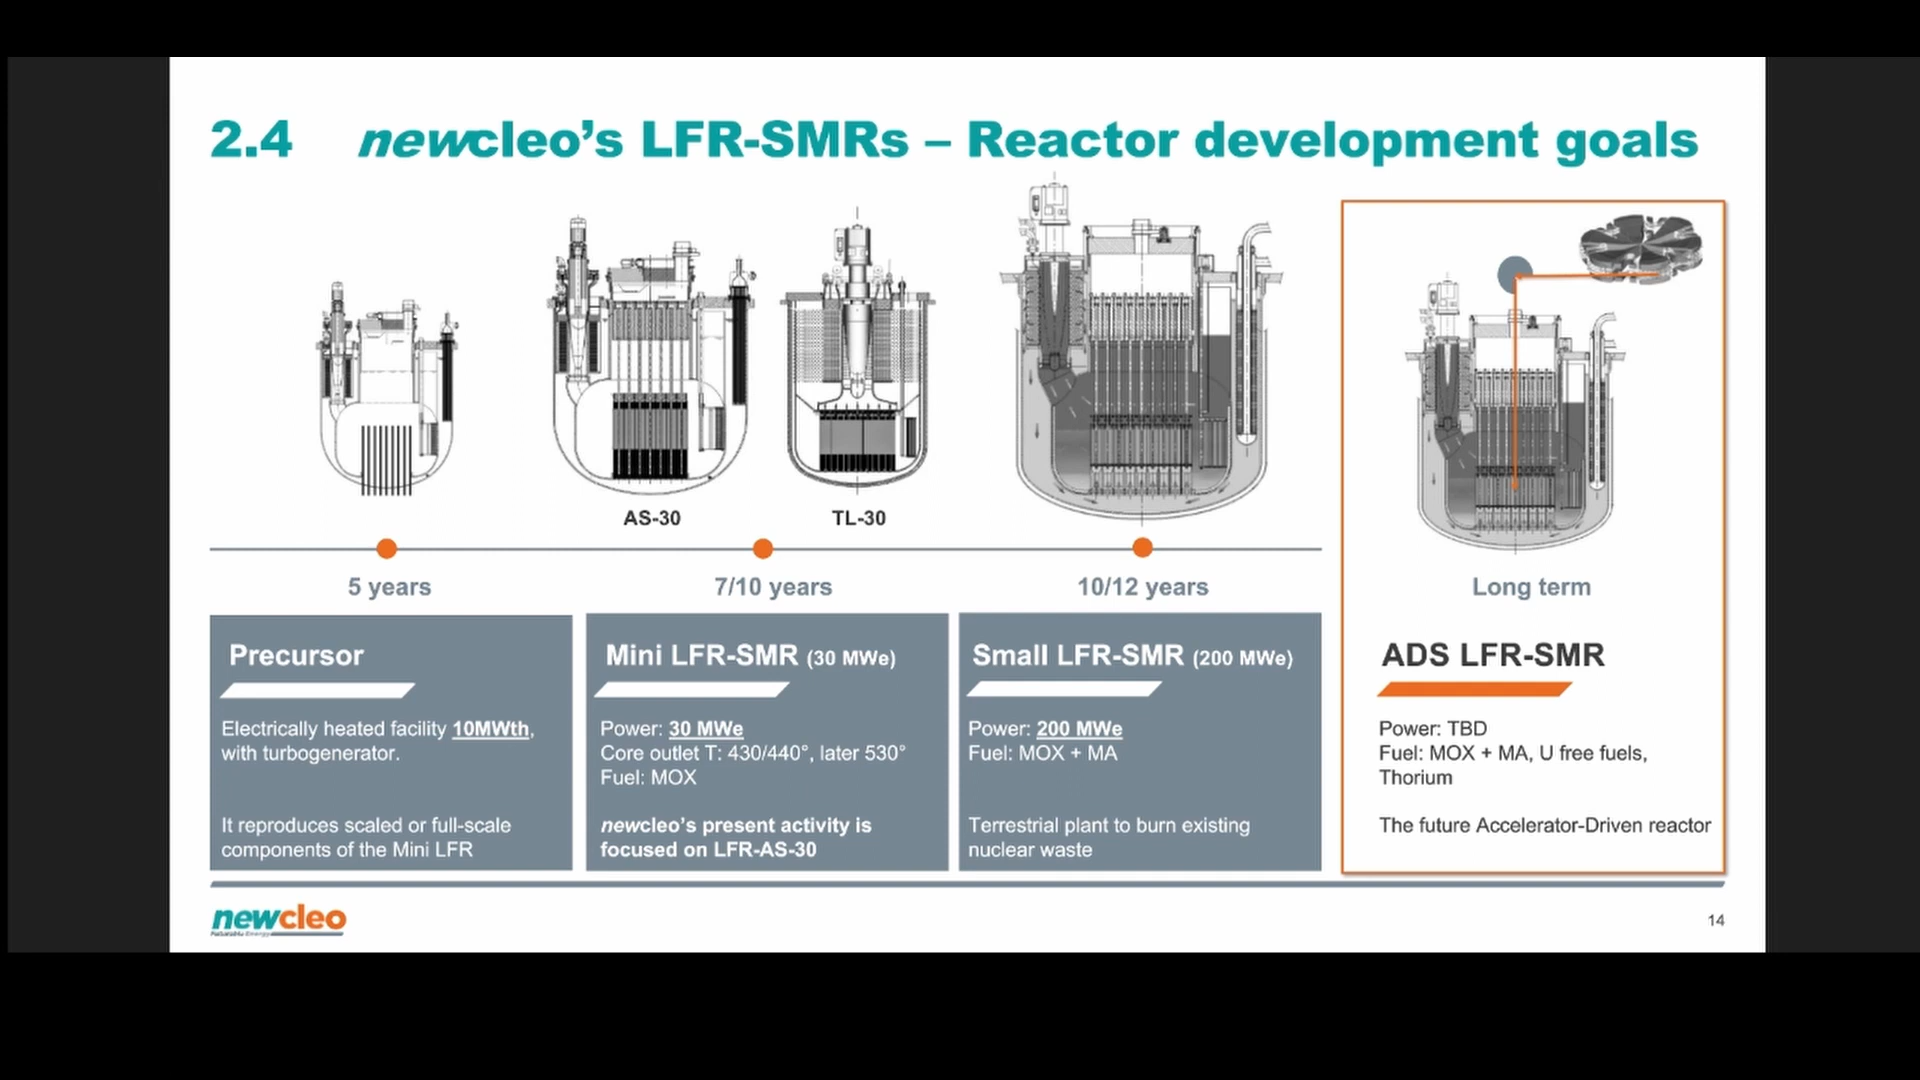 2.4 newcleo’s LFR-SMRs – Reactor development goals
AS-30
TL-30
5 years
7/10 years
10/12 years
Long term
Precursor
Electrically heated facility 10MWth,
with turbogenerator.
It reproduces scaled or full-scale
components of the Mini LFR
Mini LFR-SMR (30 MWe)
Power: 30 MWe
Core outlet T: 430/440°, later 530°
Fuel: MOX
newcleo’s present activity is
focused on LFR-AS-30
Small LFR-SMR (200 MWe)
Power: 200 MWe
Fuel: MOX + MA
Terrestrial plant to burn existing
nuclear waste
ADS LFR-SMR
Power: TBD
Fuel: MOX + MA, U free fuels,
Thorium
The future Accelerator-Driven reactor
newcleo
Futurable Energy
14